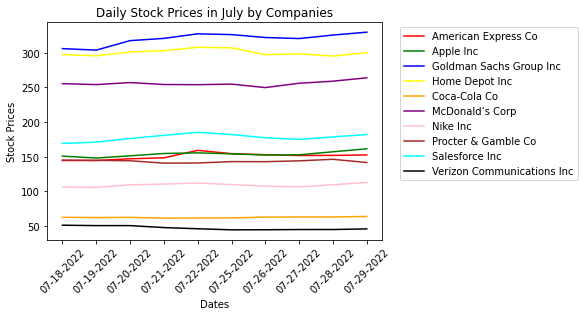 Daily Stock Prices in July by Companies
Stock Prices
300
250
200
150
100
50
07-18-2022
07-19-2022
07-20-2022
07-21-2022
07-22-2022
07-25-2022
07-26-2022
07-27-2022
07-28-2022
07-29-2022
Dates
American Express Co
Apple Inc
Goldman Sachs Group Inc
Home Depot Inc
Coca-Cola Co
McDonald’s Corp
Nike Inc
Procter & Gamble Co
Salesforce Inc
Verizon Communications Inc